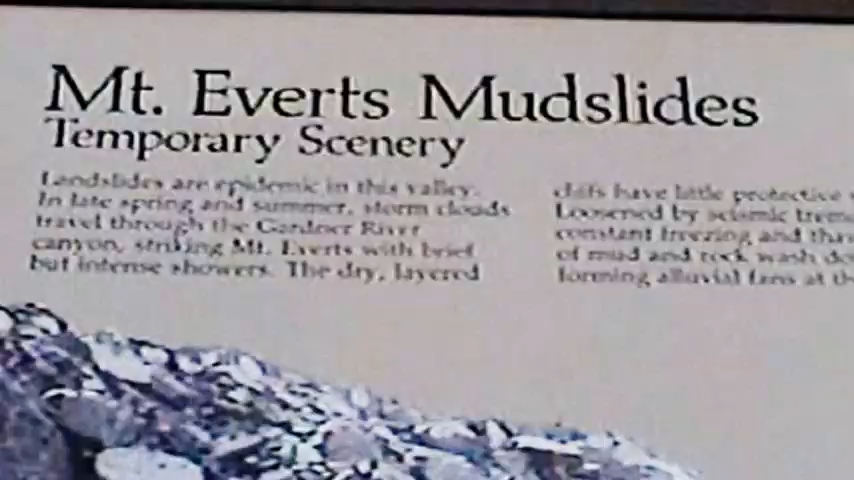 Mt. Everts Mudslides
Temporary Scenery
Landslides are epidemic in this valley.
In late spring and summer, storm clouds
travel through the Gardner River
canyon, striking Mt. Everts with brief
but intense showers. The dry, layered
cliffs have little protective
Loosened by seismic
constant freezing and
of mud and rock wash
forming alluvial fans at